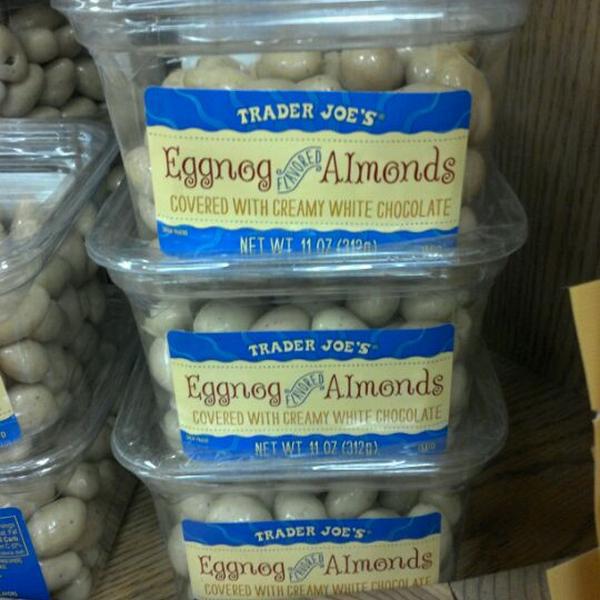 TRADER JOE'S
Eggnog FLAVORED Almonds
COVERED WITH CREAMY WHITE CHOCOLATE
NET WT. 11 OZ (312g)
TRADER JOE'S
Eggnog FLAVORED Almonds
COVERED WITH CREAMY WHITE CHOCOLATE
NET WT. 11 OZ (312g)
TRADER JOE'S
Eggnog FLAVORED Almonds
COVERED WITH CREAMY WHITE CHOCOLATE